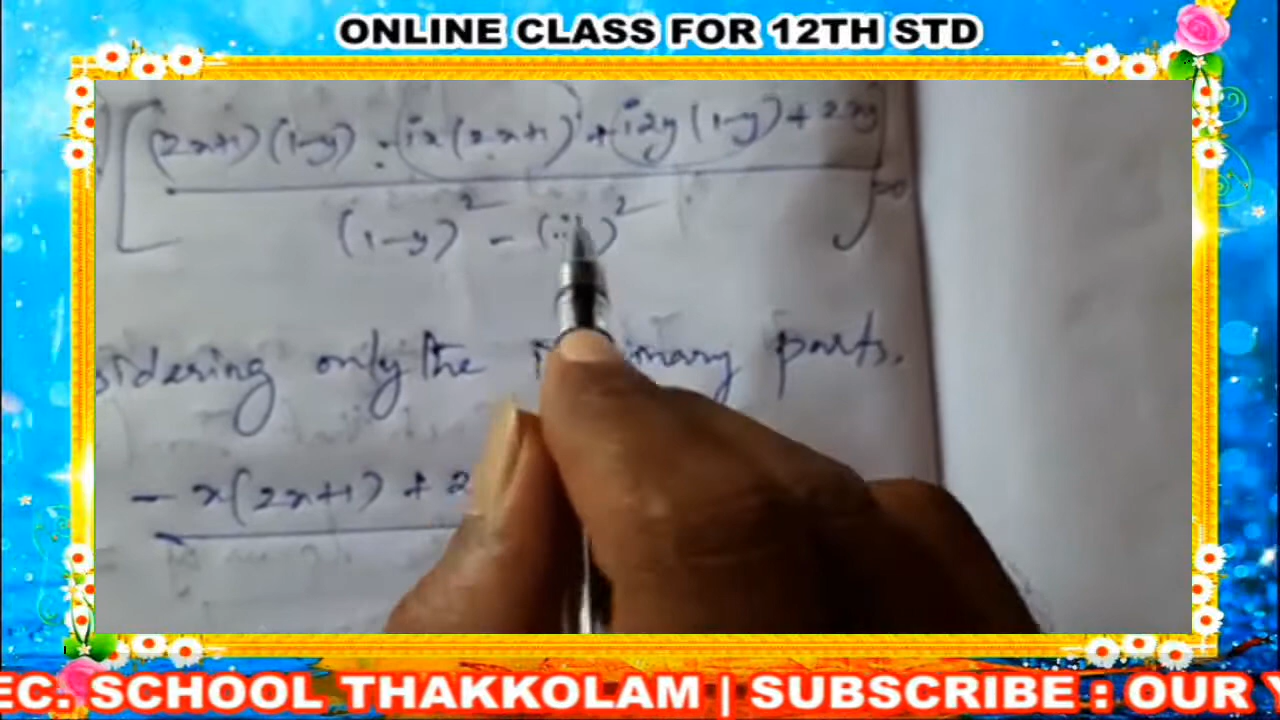 ONLINE CLASS FOR 12TH STD
(2x+1)(1-y) - ix(2x+1) + i2y(1-y) + 2xy
(1-y)² - ( )²
sidering only the parts.
- x(2x+1) + 2
EC. SCHOOL THAKKOLAM | SUBSCRIBE : OUR Y